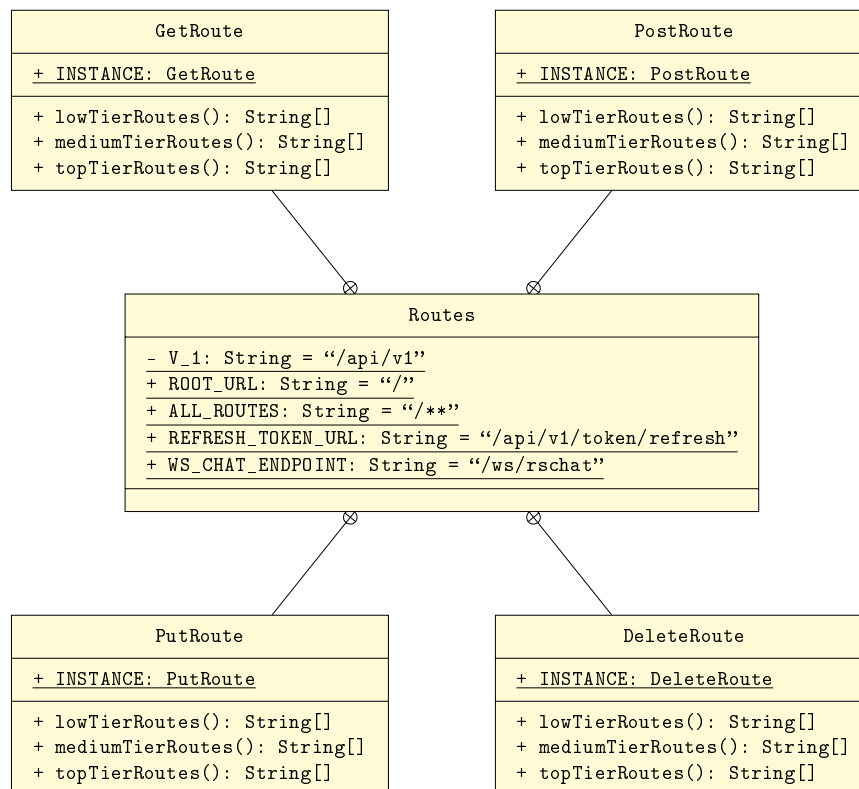 GetRoute
+ INSTANCE: GetRoute
+ lowTierRoutes(): String[]
+ mediumTierRoutes(): String[]
+ topTierRoutes(): String[]
PostRoute
+ INSTANCE: PostRoute
+ lowTierRoutes(): String[]
+ mediumTierRoutes(): String[]
+ topTierRoutes(): String[]
Routes
- V_1: String = “/api/v1”
+ ROOT_URL: String = “/”
+ ALL_ROUTES: String = “/**”
+ REFRESH_TOKEN_URL: String = “/api/v1/token/refresh”
+ WS_CHAT_ENDPOINT: String = “/ws/rschat”
PutRoute
+ INSTANCE: PutRoute
+ lowTierRoutes(): String[]
+ mediumTierRoutes(): String[]
+ topTierRoutes(): String[]
DeleteRoute
+ INSTANCE: DeleteRoute
+ lowTierRoutes(): String[]
+ mediumTierRoutes(): String[]
+ topTierRoutes(): String[]